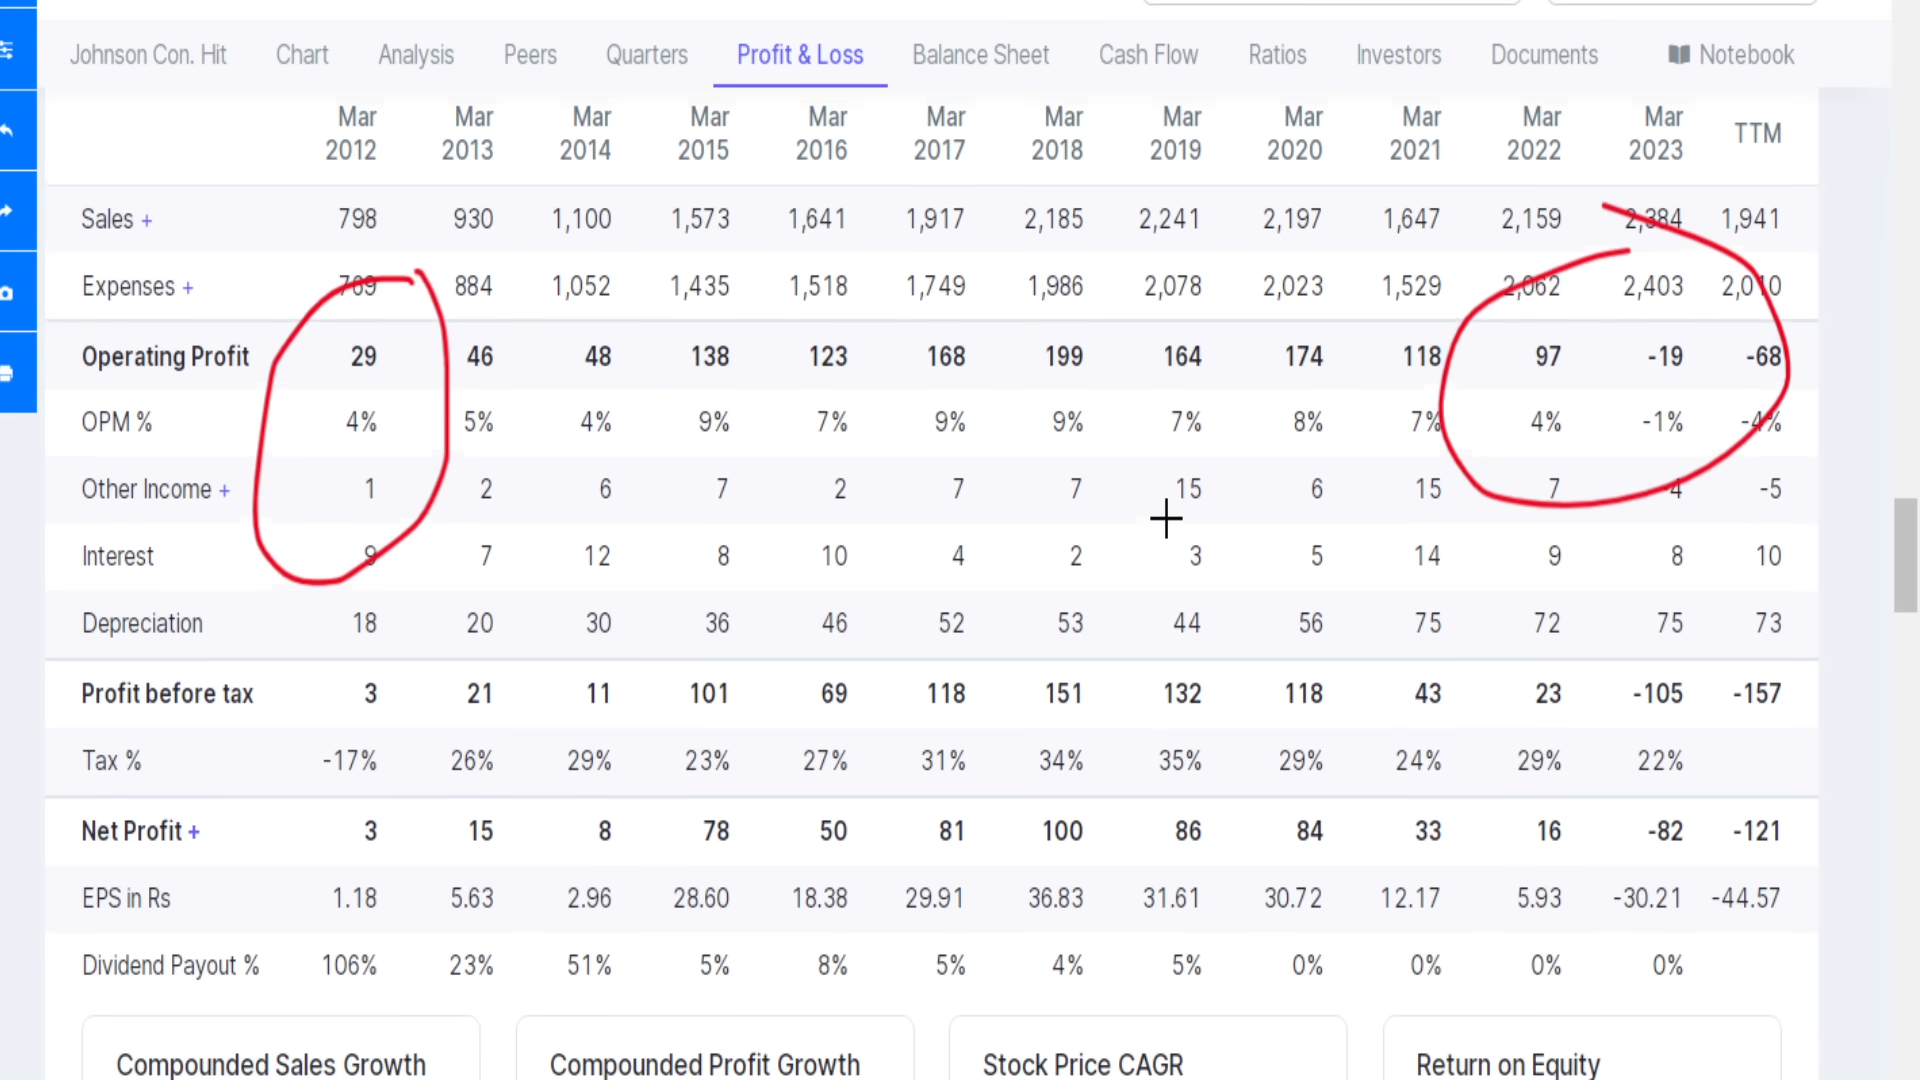 Johnson Con. Hit Chart Analysis Peers Quarters Profit & Loss Balance Sheet Cash Flow Ratios Investors Documents Notebook
Mar 2012 Mar 2013 Mar 2014 Mar 2015 Mar 2016 Mar 2017 Mar 2018 Mar 2019 Mar 2020 Mar 2021 Mar 2022 Mar 2023 TTM
Sales + 798 930 1,100 1,573 1,641 1,917 2,185 2,241 2,197 1,647 2,159 2,384 1,941
Expenses + 769 884 1,052 1,435 1,518 1,749 1,986 2,078 2,023 1,529 2,062 2,403 2,010
Operating Profit 29 46 48 138 123 168 199 164 174 118 97 -19 -68
OPM % 4% 5% 4% 9% 7% 9% 9% 7% 8% 7% 4% -1% -4%
Other Income + 1 2 6 7 2 7 7 15 6 15 7 4 -5
Interest 9 7 12 8 10 4 2 3 5 14 9 8 10
Depreciation 18 20 30 36 46 52 53 44 56 75 72 75 73
Profit before tax 3 21 11 101 69 118 151 132 118 43 23 -105 -157
Tax % -17% 26% 29% 23% 27% 31% 34% 35% 29% 24% 29% 22%
Net Profit + 3 15 8 78 50 81 100 86 84 33 16 -82 -121
EPS in Rs 1.18 5.63 2.96 28.60 18.38 29.91 36.83 31.61 30.72 12.17 5.93 -30.21 -44.57
Dividend Payout % 106% 23% 51% 5% 8% 5% 4% 5% 0% 0% 0% 0%
Compounded Sales Growth Compounded Profit Growth Stock Price CAGR Return on Equity